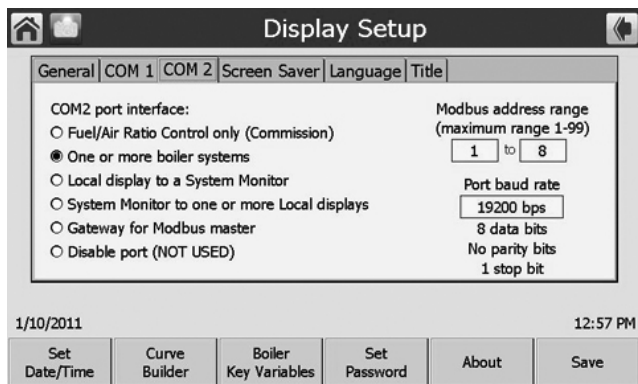 Display Setup
General COM 1 COM 2 Screen Saver Language Title
COM2 port interface:
Fuel/Air Ratio Control only (Commission)
One or more boiler systems
Local display to a System Monitor
System Monitor to one or more Local displays
Gateway for Modbus master
Disable port (NOT USED)
Modbus address range
(maximum range 1-99)
1 to 8
Port baud rate
19200 bps
8 data bits
No parity bits
1 stop bit
1/10/2011
12:57 PM
Set
Date/Time
Curve
Builder
Boiler
Key Variables
Set
Password
About
Save